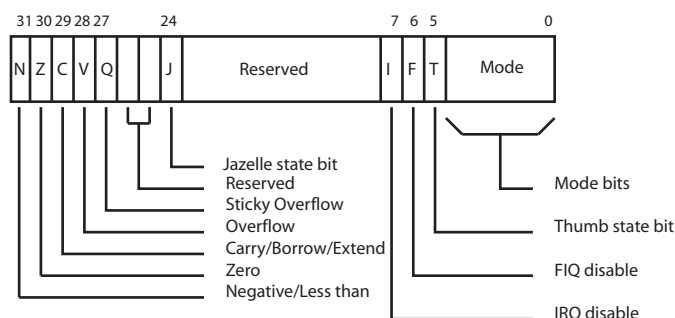 31 30 29 28 27 24 7 6 5 0
N Z C V Q J Reserved I F T Mode
Jazelle state bit
Reserved Mode bits
Sticky Overflow
Overflow Thumb state bit
Carry/Borrow/Extend
Zero FIQ disable
Negative/Less than
IRQ disable